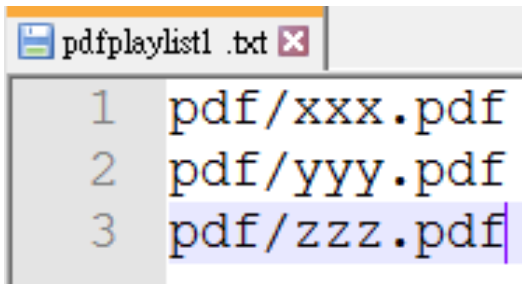 pdfplaylist1 .txt
1 pdf/xxx.pdf
2 pdf/yyy.pdf
3 pdf/zzz.pdf